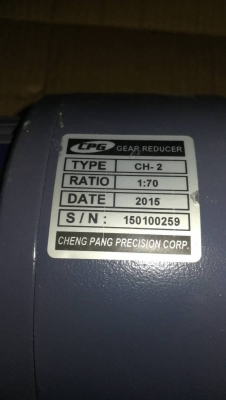 CPG GEAR REDUCER
TYPE CH-2
RATIO 1:70
DATE 2015
S / N : 150100259
CHENG PANG PRECISION CORP.